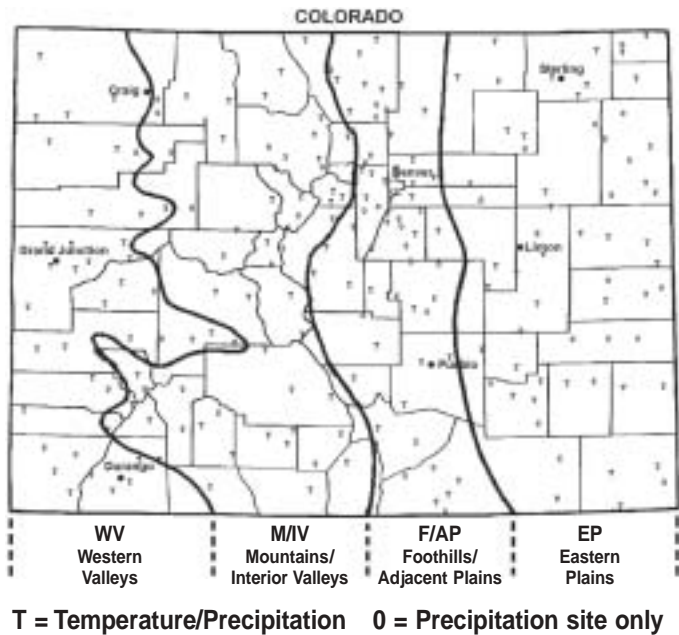 COLORADO
Sterling
Craig
Denver
Grand Junction
Limon
Pueblo
Durango
WV M/IV F/AP EP
Western Mountains/ Foothills/ Eastern
Valleys Interior Valleys Adjacent Plains Plains
T = Temperature/Precipitation 0 = Precipitation site only